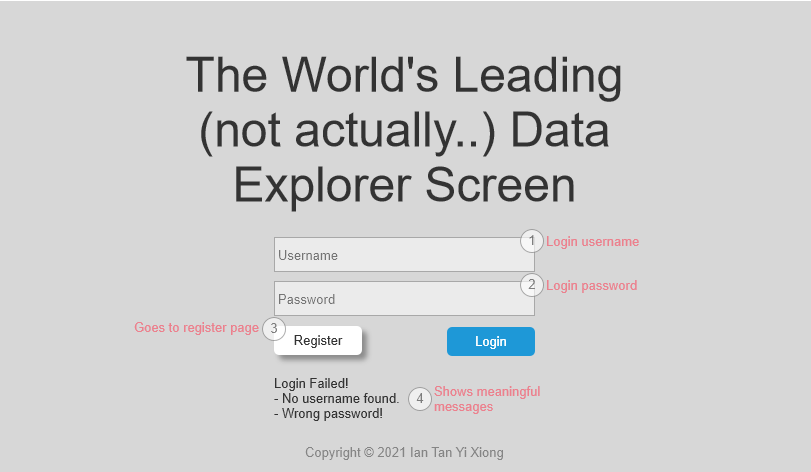 The World's Leading
(not actually..) Data
Explorer Screen
1 Login username
Username
2 Login password
Password
Goes to register page 3
Register
Login
Login Failed!
- No username found.
- Wrong password!
4 Shows meaningful
messages
Copyright © 2021 Ian Tan Yi Xiong